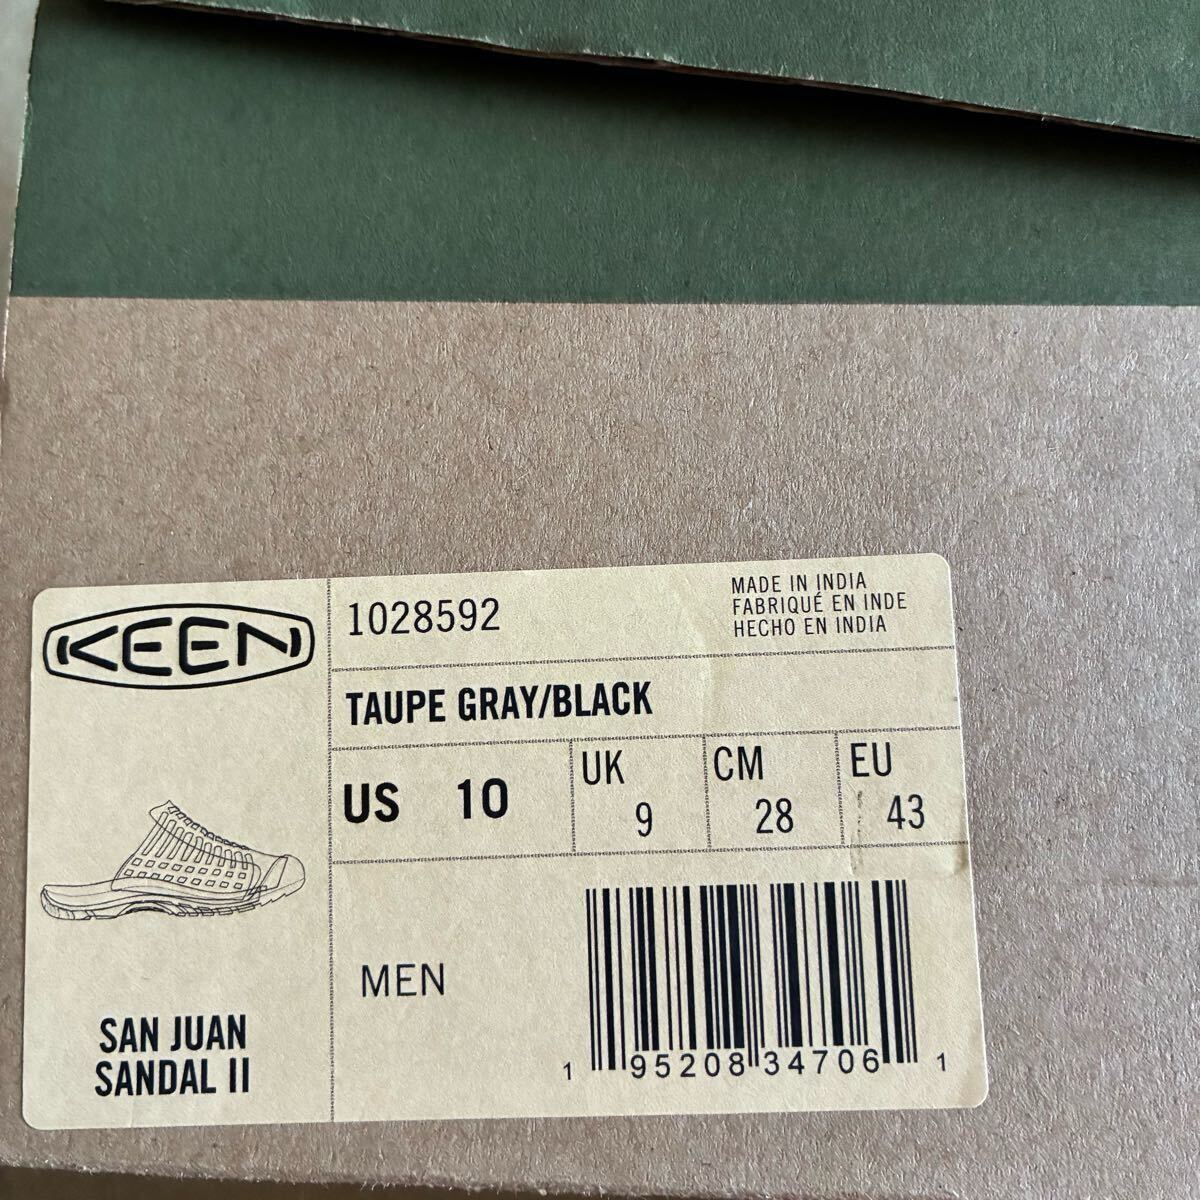 KEEN
1028592
MADE IN INDIA
FABRIQUÉ EN INDE
HECHO EN INDIA
TAUPE GRAY/BLACK
US 10
UK 9
CM 28
EU 43
MEN
SAN JUAN
SANDAL II
1 95208 34706 1